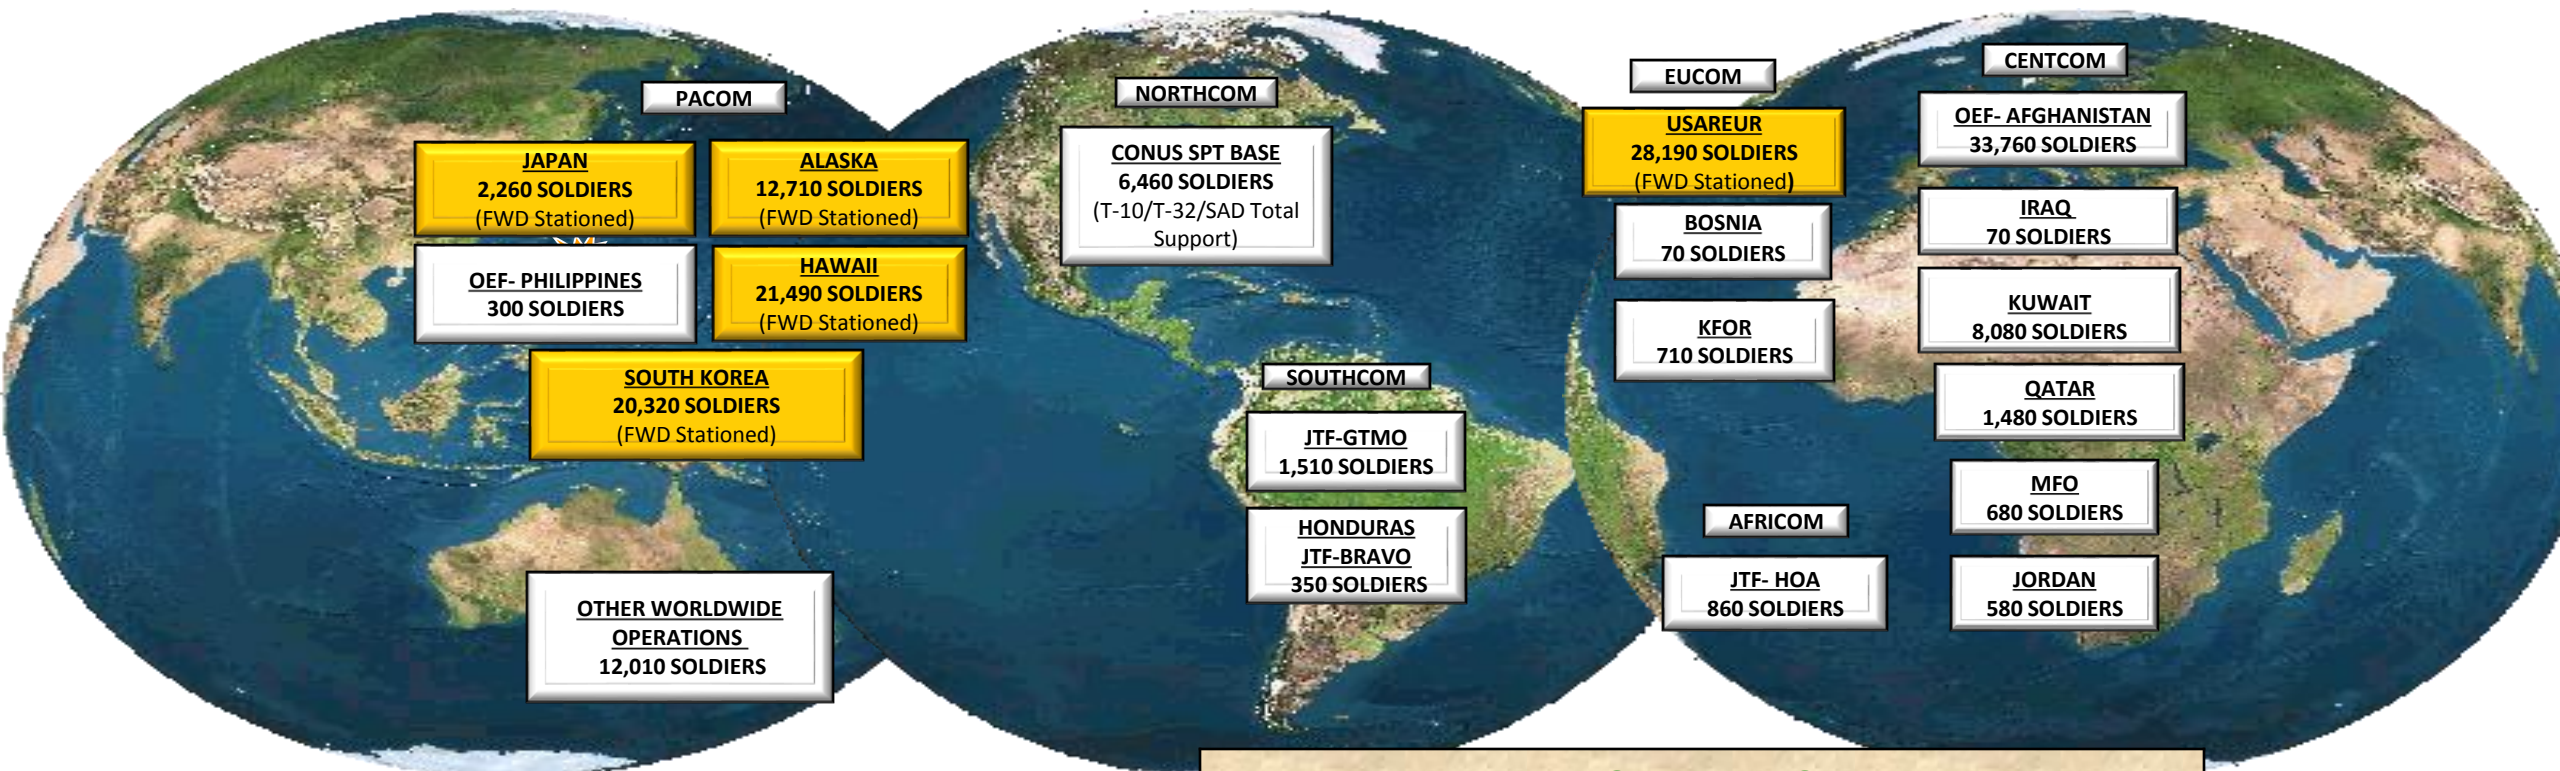 PACOM
JAPAN
2,260 SOLDIERS
(FWD Stationed)
ALASKA
12,710 SOLDIERS
(FWD Stationed)
OEF- PHILIPPINES
300 SOLDIERS
HAWAII
21,490 SOLDIERS
(FWD Stationed)
SOUTH KOREA
20,320 SOLDIERS
(FWD Stationed)
OTHER WORLDWIDE
OPERATIONS
12,010 SOLDIERS
NORTHCOM
CONUS SPT BASE
6,460 SOLDIERS
(T-10/T-32/SAD Total
Support)
SOUTHCOM
JTF-GTMO
1,510 SOLDIERS
HONDURAS
JTF-BRAVO
350 SOLDIERS
EUCOM
USAREUR
28,190 SOLDIERS
(FWD Stationed)
BOSNIA
70 SOLDIERS
KFOR
710 SOLDIERS
AFRICOM
JTF- HOA
860 SOLDIERS
CENTCOM
OEF- AFGHANISTAN
33,760 SOLDIERS
IRAQ
70 SOLDIERS
KUWAIT
8,080 SOLDIERS
QATAR
1,480 SOLDIERS
MFO
680 SOLDIERS
JORDAN
580 SOLDIERS